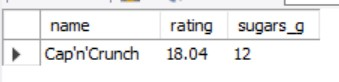 name rating sugars_g
Cap'n'Crunch 18.04 12